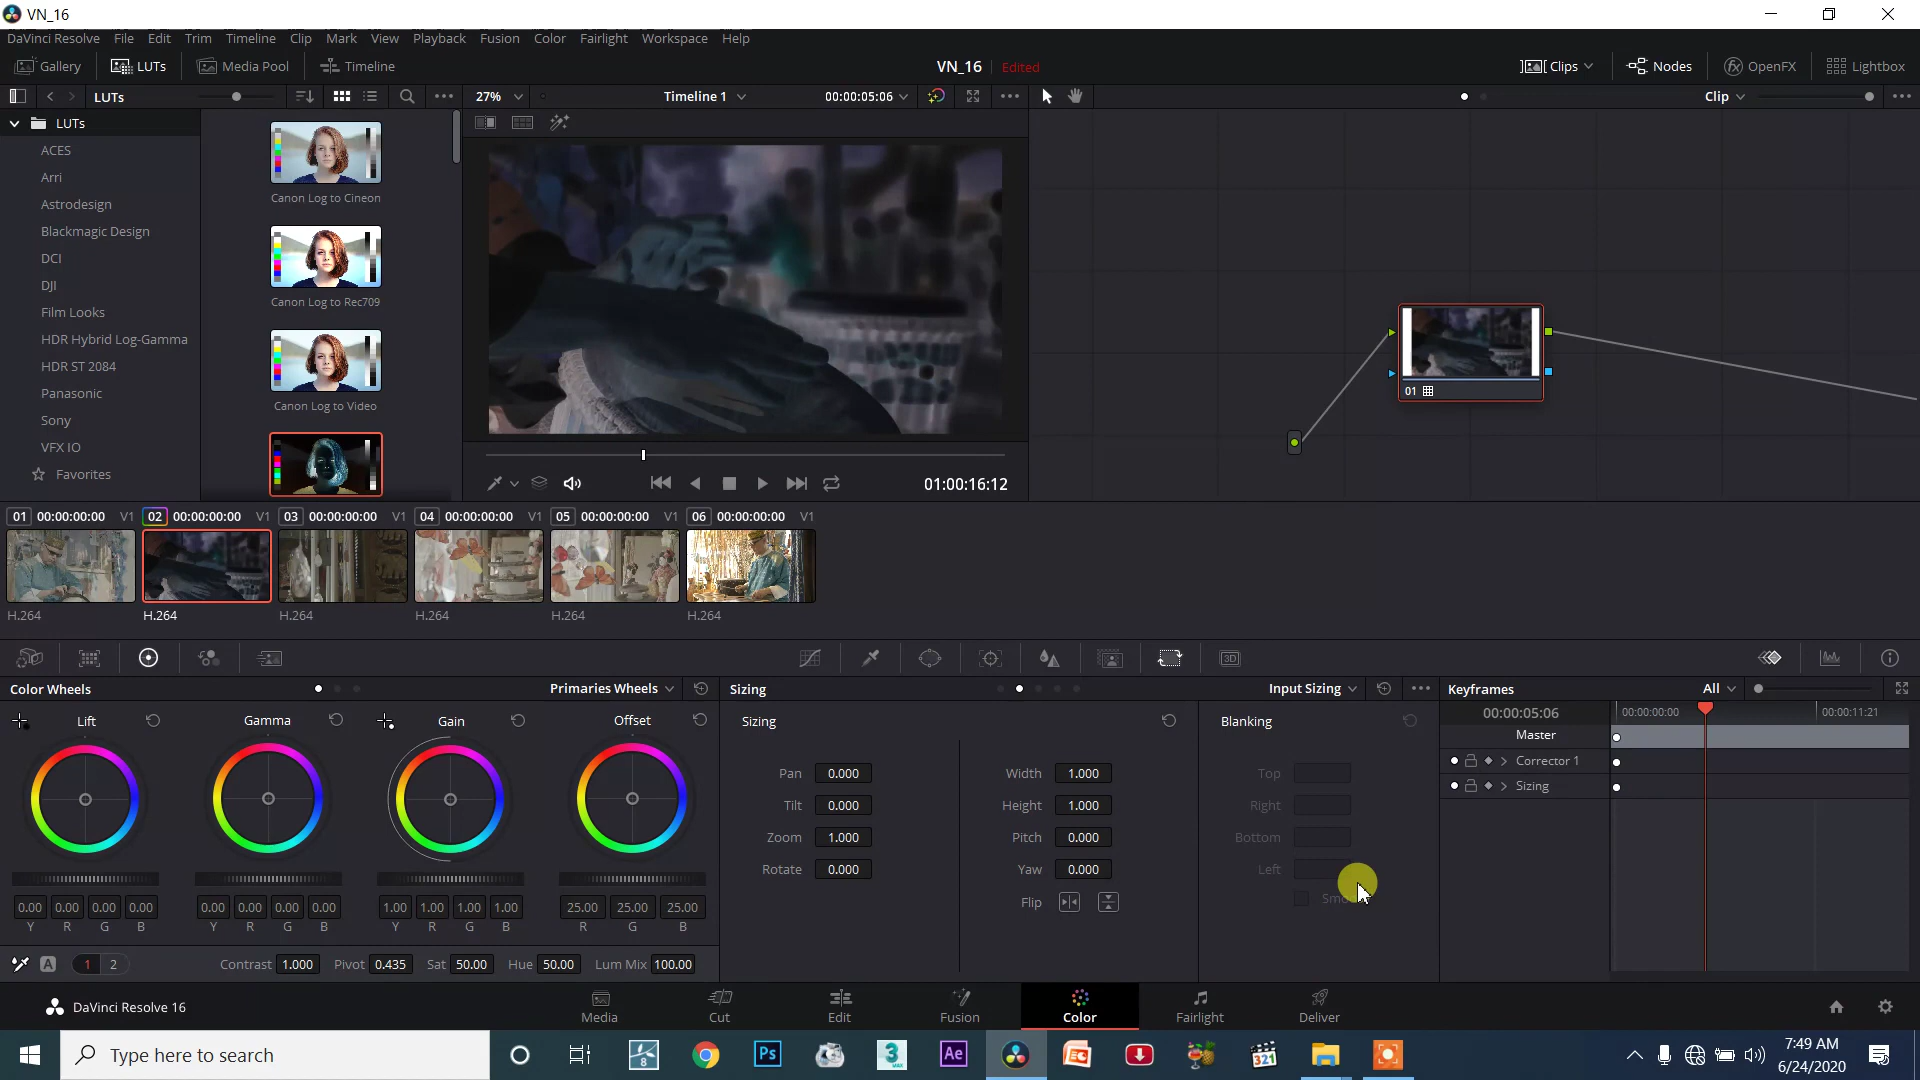 VN_16
DaVinci Resolve File Edit Trim Timeline Clip Mark View Playback Fusion Color Fairlight Workspace Help
Gallery LUTs Media Pool Timeline VN_16 Edited Clips Nodes OpenFX Lightbox
LUTs 27% Timeline 1 00:00:05:06 Clip
LUTs
ACES
Arri
Astrodesign
Blackmagic Design
DCI
DJI
Film Looks
HDR Hybrid Log-Gamma
HDR ST 2084
Panasonic
Sony
VFX IO
Favorites
Canon Log to Cineon
Canon Log to Rec709
Canon Log to Video
01:00:16:12
01
01 00:00:00:00 V1 02 00:00:00:00 V1 03 00:00:00:00 V1 04 00:00:00:00 V1 05 00:00:00:00 V1 06 00:00:00:00 V1
H.264 H.264 H.264 H.264 H.264 H.264
3D
Color Wheels Primaries Wheels
Lift Gamma Gain Offset
0.00 0.00 0.00 0.00 0.00 0.00 0.00 0.00 1.00 1.00 1.00 1.00 25.00 25.00 25.00
Y R G B Y R G B Y R G B R G B
A 1 2 Contrast 1.000 Pivot 0.435 Sat 50.00 Hue 50.00 Lum Mix 100.00
Sizing Input Sizing
Sizing
Pan 0.000 Width 1.000
Tilt 0.000 Height 1.000
Zoom 1.000 Pitch 0.000
Rotate 0.000 Yaw 0.000
Flip
Blanking
Top
Right
Bottom
Left
Keyframes All
00:00:05:06 00:00:00:00 00:00:11:21
Master
Corrector 1
Sizing
DaVinci Resolve 16 Media Cut Edit Fusion Color Fairlight Deliver
Type here to search
8
Ps
3
MAX
Ae
321
7:49 AM
6/24/2020